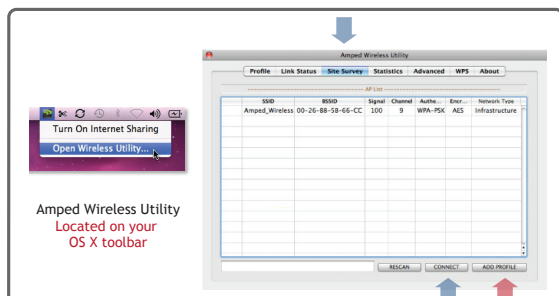 Turn On Internet Sharing
Open Wireless Utility...
Amped Wireless Utility
Located on your
OS X toolbar
Amped Wireless Utility
Profile Link Status Site Survey Statistics Advanced WPS About
AP List
SSID BSSID Signal Channel Authe... Encr... Network Type
Amped_Wireless 00-26-88-58-66-CC 100 9 WPA-PSK AES Infrastructure
RESCAN CONNECT ADD PROFILE